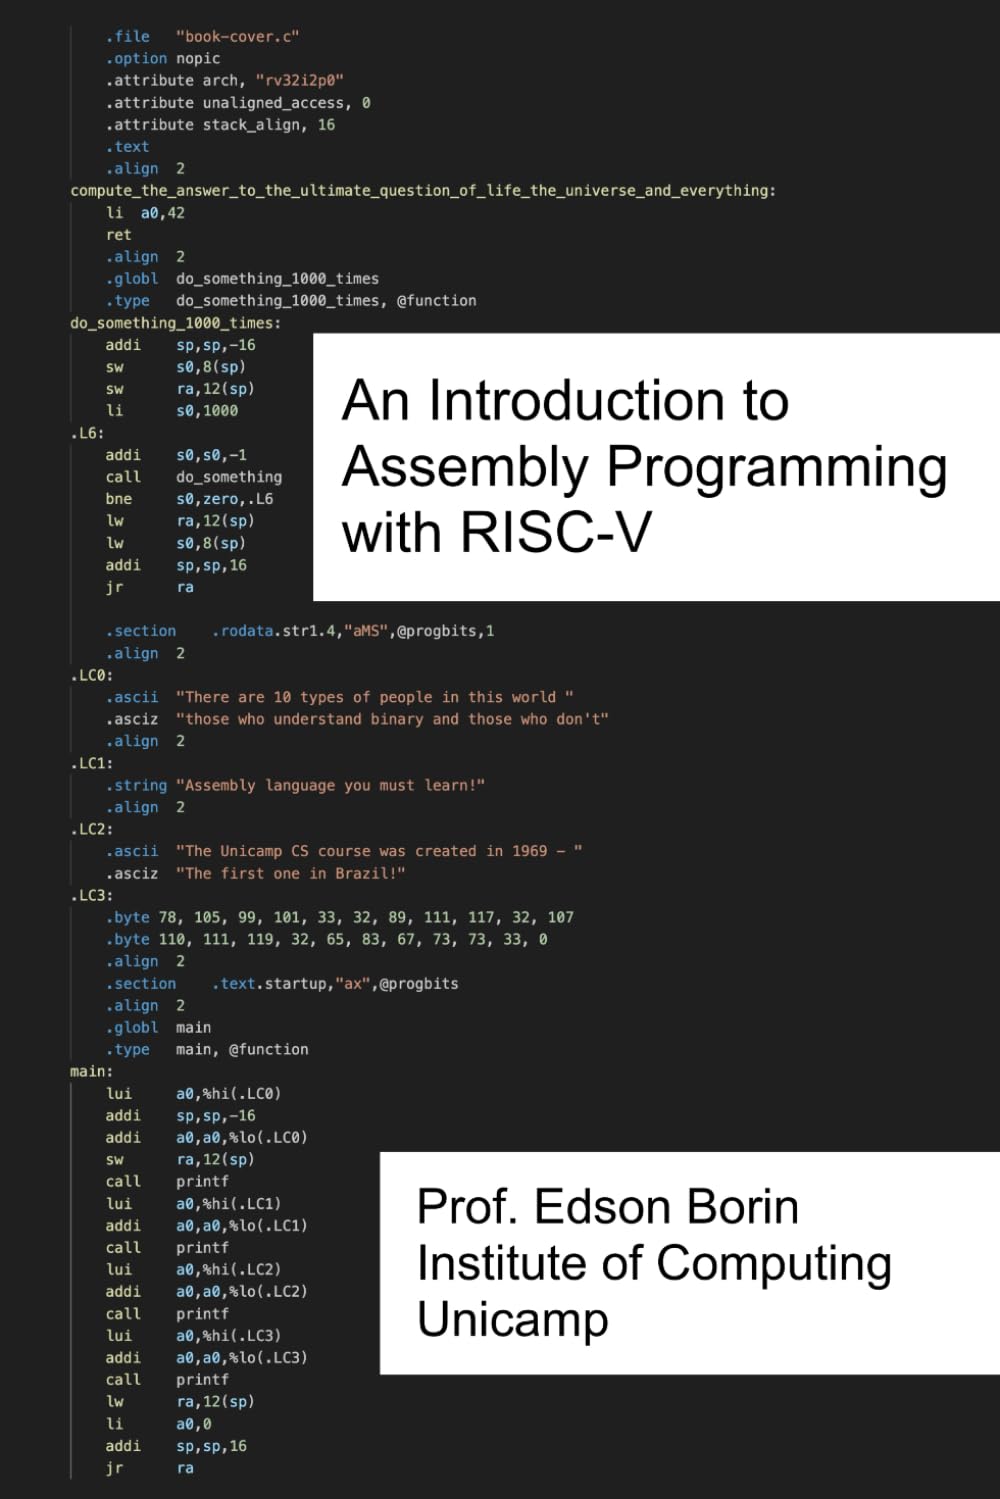 .file "book-cover.c"
.option nopic
.attribute arch, "rv32i2p0"
.attribute unaligned_access, 0
.attribute stack_align, 16
.text
.align 2
compute_the_answer_to_the_ultimate_question_of_life_the_universe_and_everything:
li a0,42
ret
.align 2
.globl do_something_1000_times
.type do_something_1000_times, @function
do_something_1000_times:
addi sp,sp,-16
sw s0,8(sp)
sw ra,12(sp)
li s0,1000
.L6:
addi s0,s0,-1
call do_something
bne s0,zero,.L6
lw ra,12(sp)
lw s0,8(sp)
addi sp,sp,16
jr ra
An Introduction to
Assembly Programming
with RISC-V
.section .rodata.str1.4,"aMS",@progbits,1
.align 2
.LC0:
.ascii "There are 10 types of people in this world "
.asciz "those who understand binary and those who don't"
.align 2
.LC1:
.string "Assembly language you must learn!"
.align 2
.LC2:
.ascii "The Unicamp CS course was created in 1969 – "
.asciz "The first one in Brazil!"
.LC3:
.byte 78, 105, 99, 101, 33, 32, 89, 111, 117, 32, 107
.byte 110, 111, 119, 32, 65, 83, 67, 73, 73, 33, 0
.align 2
.section .text.startup,"ax",@progbits
.align 2
.globl main
.type main, @function
main:
lui a0,%hi(.LC0)
addi sp,sp,-16
addi a0,a0,%lo(.LC0)
sw ra,12(sp)
call printf
lui a0,%hi(.LC1)
addi a0,a0,%lo(.LC1)
call printf
lui a0,%hi(.LC2)
addi a0,a0,%lo(.LC2)
call printf
lui a0,%hi(.LC3)
addi a0,a0,%lo(.LC3)
call printf
lw ra,12(sp)
li a0,0
addi sp,sp,16
jr ra
Prof. Edson Borin
Institute of Computing
Unicamp